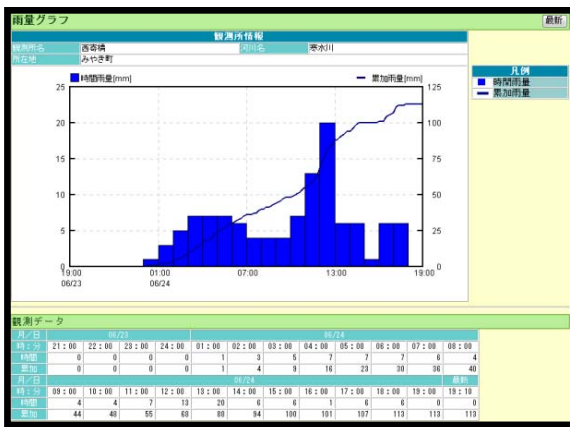 雨量グラフ 最新
観測所情報
観測所名 西寄橋 河川名 寒水川
所在地 みやき町
時間雨量[mm] 累加雨量[mm]
凡例
時間雨量
累加雨量
25 125
20 100
15 75
10 50
5 25
0 0
19:00 01:00 07:00 13:00 19:00
06/23 06/24
観測データ
月/日 06/23 06/24
時:分 21:00 22:00 23:00 24:00 01:00 02:00 03:00 04:00 05:00 06:00 07:00 08:00
時間 0 0 0 0 1 3 5 7 7 7 6 4
累加 0 0 0 0 1 4 9 16 23 30 36 40
月/日 06/24 最新
時:分 09:00 10:00 11:00 12:00 13:00 14:00 15:00 16:00 17:00 18:00 19:00 19:10
時間 4 4 7 13 20 6 6 1 6 6 0 0
累加 44 48 55 68 88 94 100 101 107 113 113 113